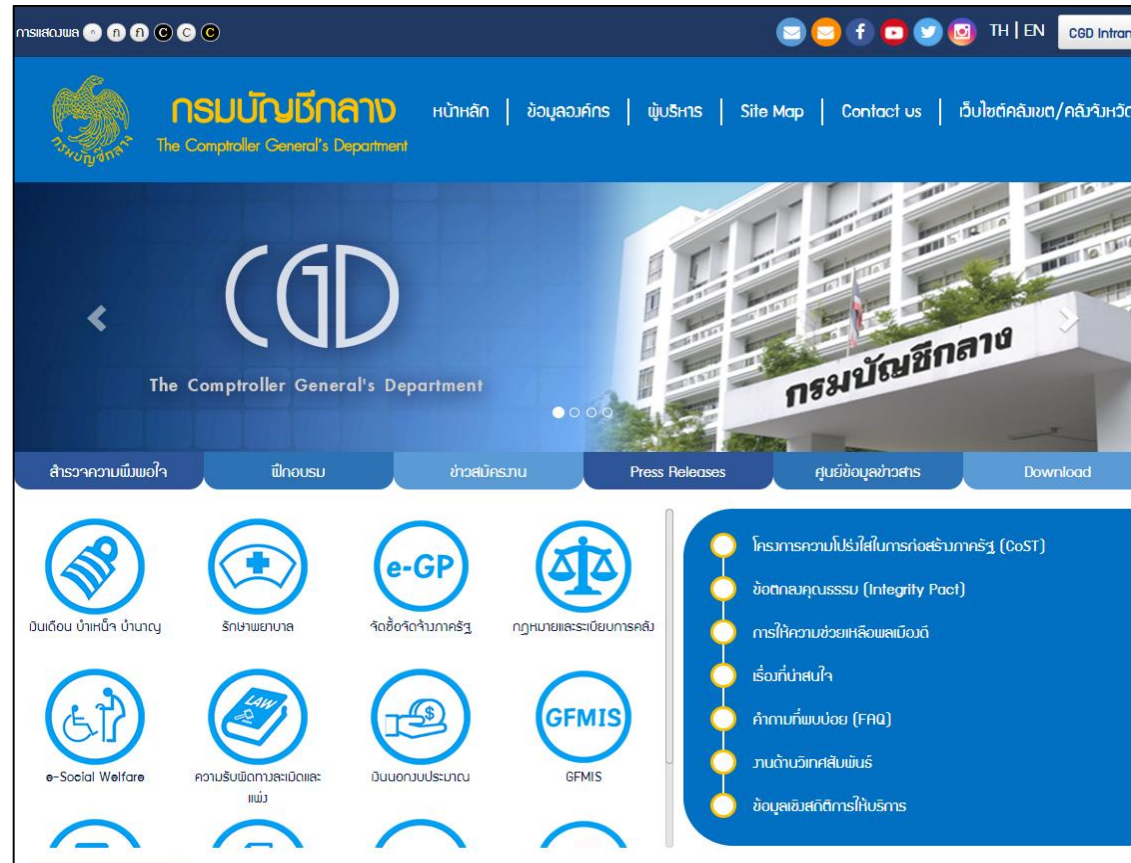 การแสดงผล ก ก ก C C C
TH | EN
CGD Intran
กรมบัญชีกลาง
The Comptroller General's Department
กรมบัญชีกลาง
หน้าหลัก | ข้อมูลองค์กร | ผู้บริหาร | Site Map | Contact us | เว็บไซต์คลังเขต/คลังจังหวัด
CGD
The Comptroller General's Department
กรมบัญชีกลาง
สำรวจความพึงพอใจ
ฝึกอบรม
ข่าวสมัครงาน
Press Releases
ศูนย์ข้อมูลข่าวสาร
Download
เงินเดือน บำเหน็จ บำนาญ
รักษาพยาบาล
e-GP
จัดซื้อจัดจ้างภาครัฐ
กฎหมายและระเบียบการคลัง
e-Social Welfare
LAW
ความรับผิดทางละเมิดและ
แพ่ง
เงินนอกงบประมาณ
GFMIS
GFMIS
โครงการความโปร่งใสในการก่อสร้างภาครัฐ (CoST)
ข้อตกลงคุณธรรม (Integrity Pact)
การให้ความช่วยเหลือพลเมืองดี
เรื่องที่น่าสนใจ
คำถามที่พบบ่อย (FAQ)
งานด้านวิเทศสัมพันธ์
ข้อมูลเชิงสถิติการให้บริการ